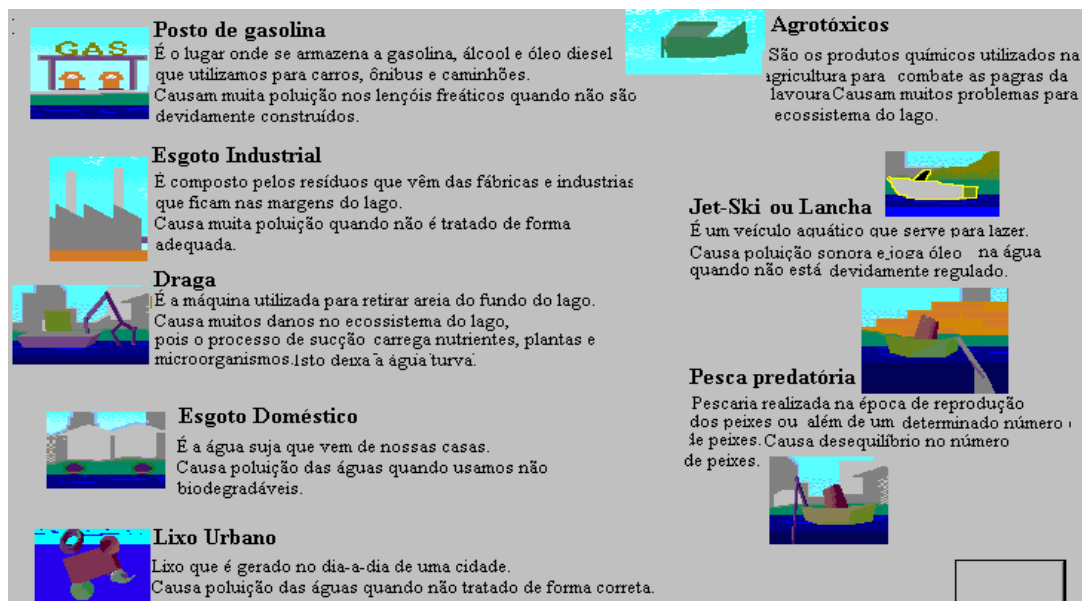 Posto de gasolina
GAS
É o lugar onde se armazena a gasolina, álcool e óleo diesel
que utilizamos para carros, ônibus e caminhões.
Causam muita poluição nos lençóis freáticos quando não são
devidamente construídos.
Esgoto Industrial
É composto pelos resíduos que vêm das fábricas e industrias
que ficam nas margens do lago.
Causa muita poluição quando não é tratado de forma
adequada.
Draga
É a máquina utilizada para retirar areia do fundo do lago.
Causa muitos danos no ecossistema do lago,
pois o processo de sucção carrega nutrientes, plantas e
microorganismos.Isto deixa a água turva.
Esgoto Doméstico
É a água suja que vem de nossas casas.
Causa poluição das águas quando usamos não
biodegradáveis.
Lixo Urbano
Lixo que é gerado no dia-a-dia de uma cidade.
Causa poluição das águas quando não tratado de forma correta.
Agrotóxicos
São os produtos químicos utilizados na
agricultura para combate as pagras da
lavoura Causam muitos problemas para
ecossistema do lago.
Jet-Ski ou Lancha
É um veículo aquático que serve para lazer.
Causa poluição sonora e joga óleo na água
quando não está devidamente regulado.
Pesca predatória
Pescaria realizada na época de reprodução
dos peixes ou além de um determinado número
de peixes. Causa desequilíbrio no número
de peixes.